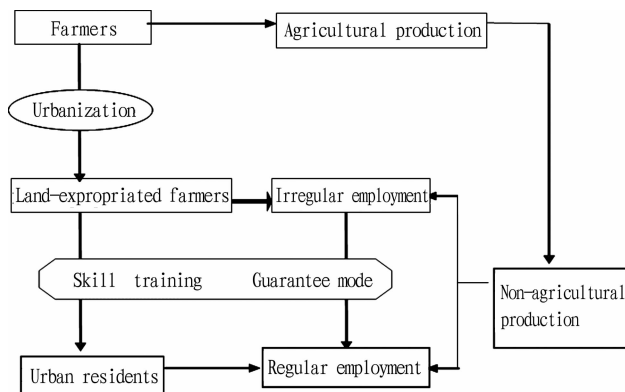 Farmers
Agricultural production
Urbanization
Land-expropriated farmers
Irregular employment
Skill training
Guarantee mode
Non-agricultural
production
Urban residents
Regular employment